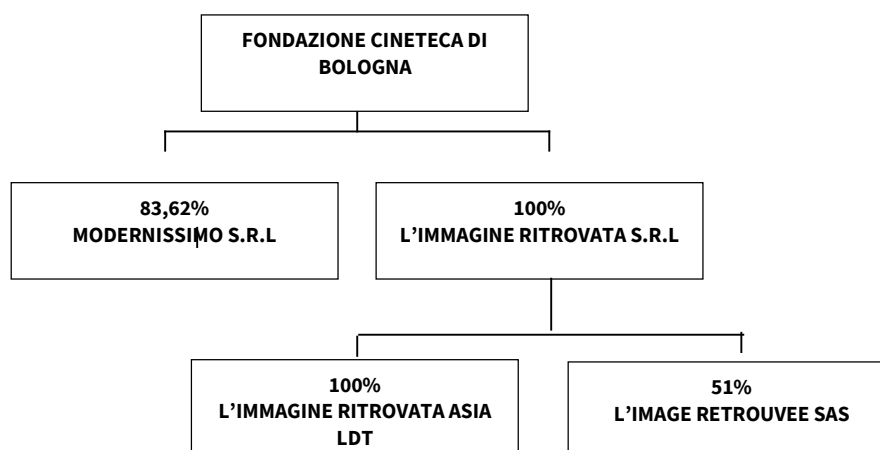 FONDAZIONE CINETECA DI
BOLOGNA
83,62%
MODERNISSIMO S.R.L
100%
L’IMMAGINE RITROVATA S.R.L
100%
L’IMMAGINE RITROVATA ASIA
LDT
51%
L’IMAGE RETROUVEE SAS